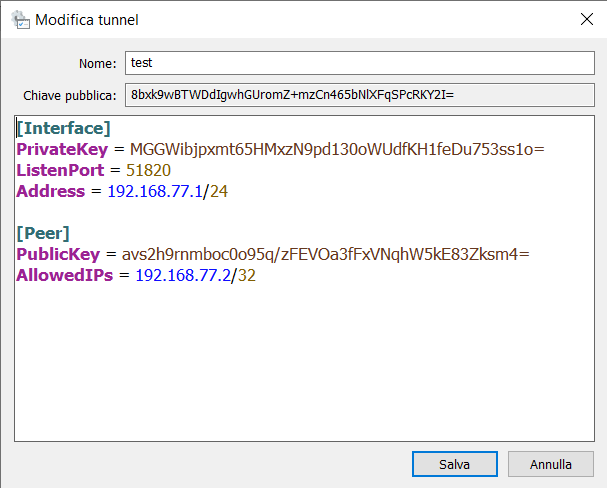 Modifica tunnel
Nome: test
Chiave pubblica: 8bxk9wBTWDdIgwhGUromZ+mzCn465bNlXFqSPcRKY2I=
[Interface]
PrivateKey = MGGWibjpxmt65HMxzN9pd130oWUdfKH1feDu753ss1o=
ListenPort = 51820
Address = 192.168.77.1/24
[Peer]
PublicKey = avs2h9rnmboc0o95q/zFEVOa3fFxVNqhW5kE83Zksm4=
AllowedIPs = 192.168.77.2/32
Salva
Annulla